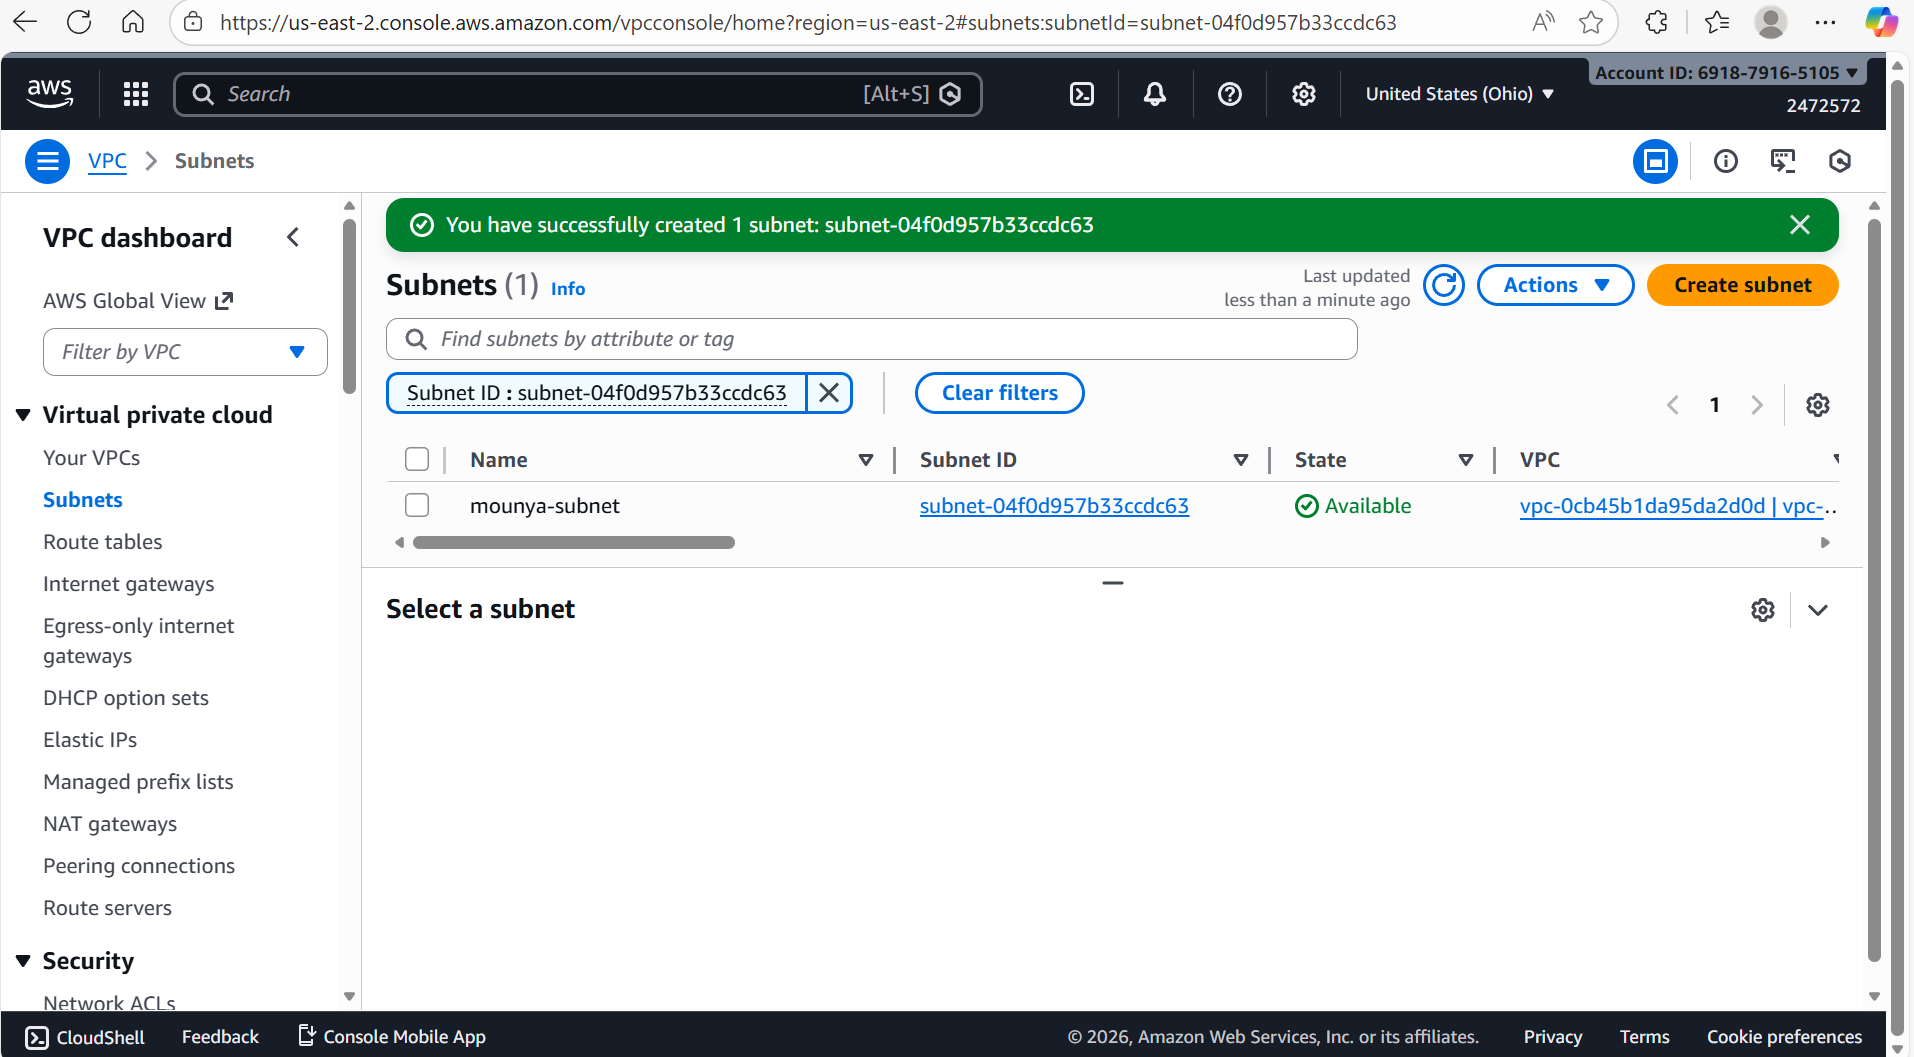 https://us-east-2.console.aws.amazon.com/vpcconsole/home?region=us-east-2#subnets:subnetId=subnet-04f0d957b33ccdc63
aws
Search
[Alt+S]
United States (Ohio)
Account ID: 6918-7916-5105
2472572
VPC
Subnets
VPC dashboard
AWS Global View
Filter by VPC
Virtual private cloud
Your VPCs
Subnets
Route tables
Internet gateways
Egress-only internet
gateways
DHCP option sets
Elastic IPs
Managed prefix lists
NAT gateways
Peering connections
Route servers
Security
Network ACLs
You have successfully created 1 subnet: subnet-04f0d957b33ccdc63
Subnets (1) Info
Last updated
less than a minute ago
Actions
Create subnet
Find subnets by attribute or tag
Subnet ID : subnet-04f0d957b33ccdc63
Clear filters
1
Name Subnet ID State VPC
mounya-subnet subnet-04f0d957b33ccdc63 Available vpc-0cb45b1da95da2d0d | vpc-..
Select a subnet
CloudShell Feedback Console Mobile App © 2026, Amazon Web Services, Inc. or its affiliates. Privacy Terms Cookie preferences